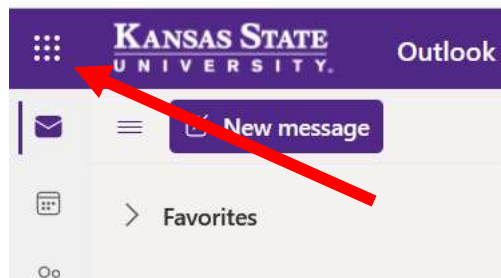 KANSAS STATE
UNIVERSITY.
Outlook
New message
Favorites